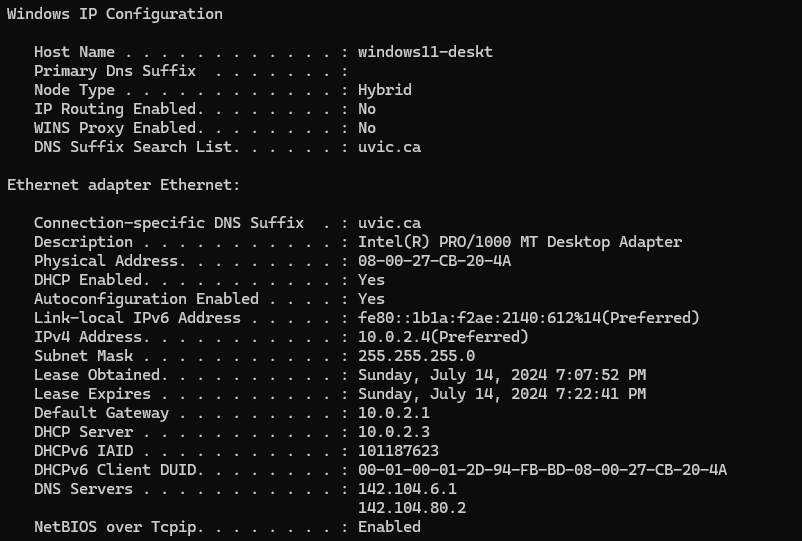 Windows IP Configuration
Host Name . . . . . . . . . . . . : windows11-deskt
Primary Dns Suffix  . . . . . . . :
Node Type . . . . . . . . . . . . : Hybrid
IP Routing Enabled. . . . . . . . : No
WINS Proxy Enabled. . . . . . . . : No
DNS Suffix Search List. . . . . . : uvic.ca
Ethernet adapter Ethernet:
Connection-specific DNS Suffix  . : uvic.ca
Description . . . . . . . . . . . : Intel(R) PRO/1000 MT Desktop Adapter
Physical Address. . . . . . . . . : 08-00-27-CB-20-4A
DHCP Enabled. . . . . . . . . . . : Yes
Autoconfiguration Enabled . . . . : Yes
Link-local IPv6 Address . . . . . : fe80::1b1a:f2ae:2140:612%14(Preferred)
IPv4 Address. . . . . . . . . . . : 10.0.2.4(Preferred)
Subnet Mask . . . . . . . . . . . : 255.255.255.0
Lease Obtained. . . . . . . . . . : Sunday, July 14, 2024 7:07:52 PM
Lease Expires . . . . . . . . . . : Sunday, July 14, 2024 7:22:41 PM
Default Gateway . . . . . . . . . : 10.0.2.1
DHCP Server . . . . . . . . . . . : 10.0.2.3
DHCPv6 IAID . . . . . . . . . . . : 101187623
DHCPv6 Client DUID. . . . . . . . : 00-01-00-01-2D-94-FB-BD-08-00-27-CB-20-4A
DNS Servers . . . . . . . . . . . : 142.104.6.1
142.104.80.2
NetBIOS over Tcpip. . . . . . . . : Enabled